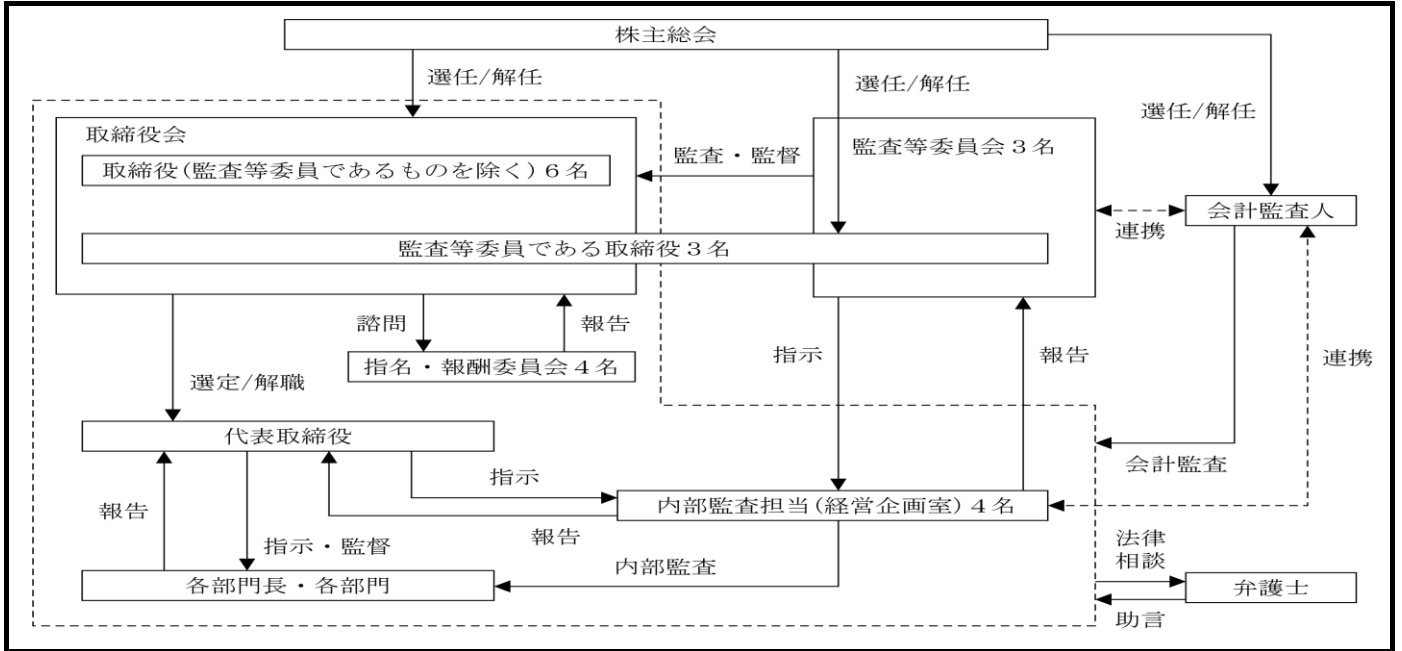 株主総会
選任/解任
選任/解任
選任/解任
取締役会
取締役(監査等委員であるものを除く)6名
監査・監督
監査等委員会3名
会計監査人
連携
監査等委員である取締役3名
諮問
報告
指示
報告
連携
指名・報酬委員会4名
選定/解職
代表取締役
会計監査
指示
報告
内部監査担当(経営企画室)4名
報告
指示・監督
内部監査
法律
相談
各部門長・各部門
弁護士
助言